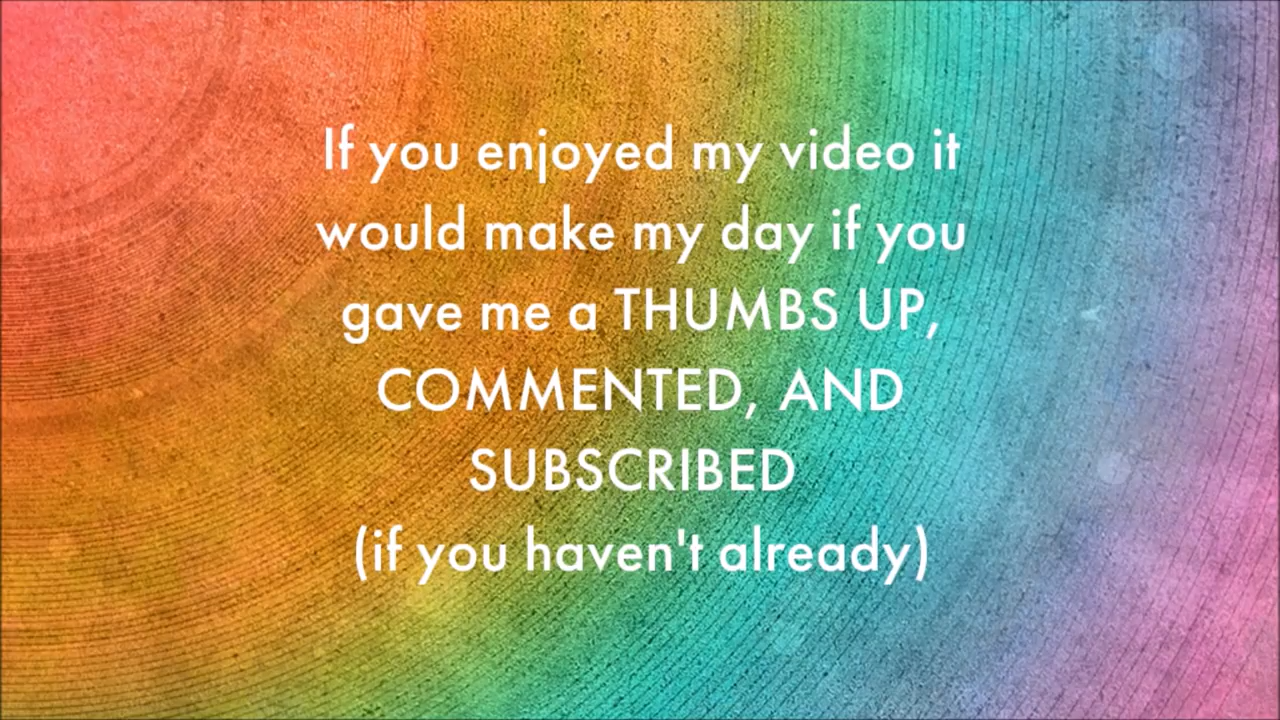 If you enjoyed my video it
would make my day if you
gave me a THUMBS UP,
COMMENTED, AND
SUBSCRIBED
(if you haven't already)